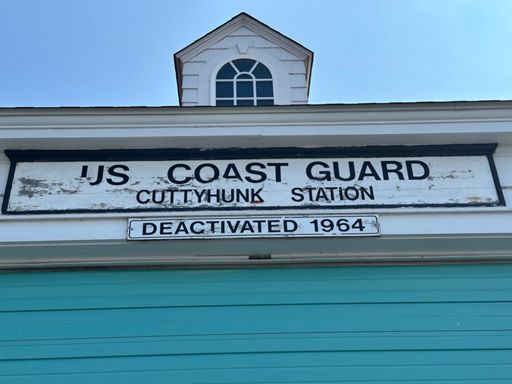 US COAST GUARD
CUTTYHUNK STATION
DEACTIVATED 1964